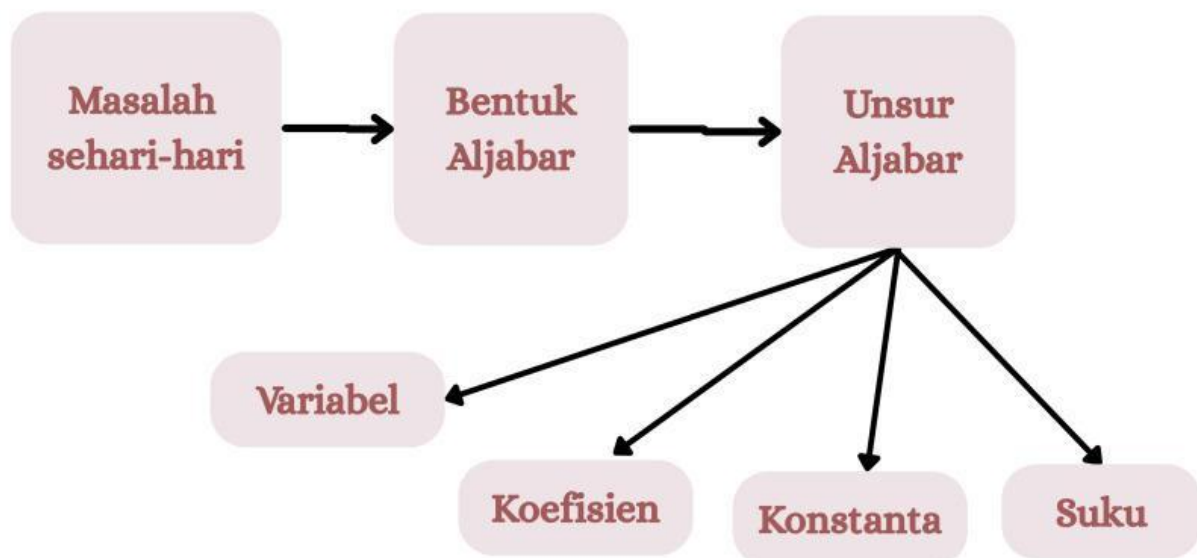 Masalah
sehari-hari
Bentuk
Aljabar
Unsur
Aljabar
Variabel
Koefisien
Konstanta
Suku